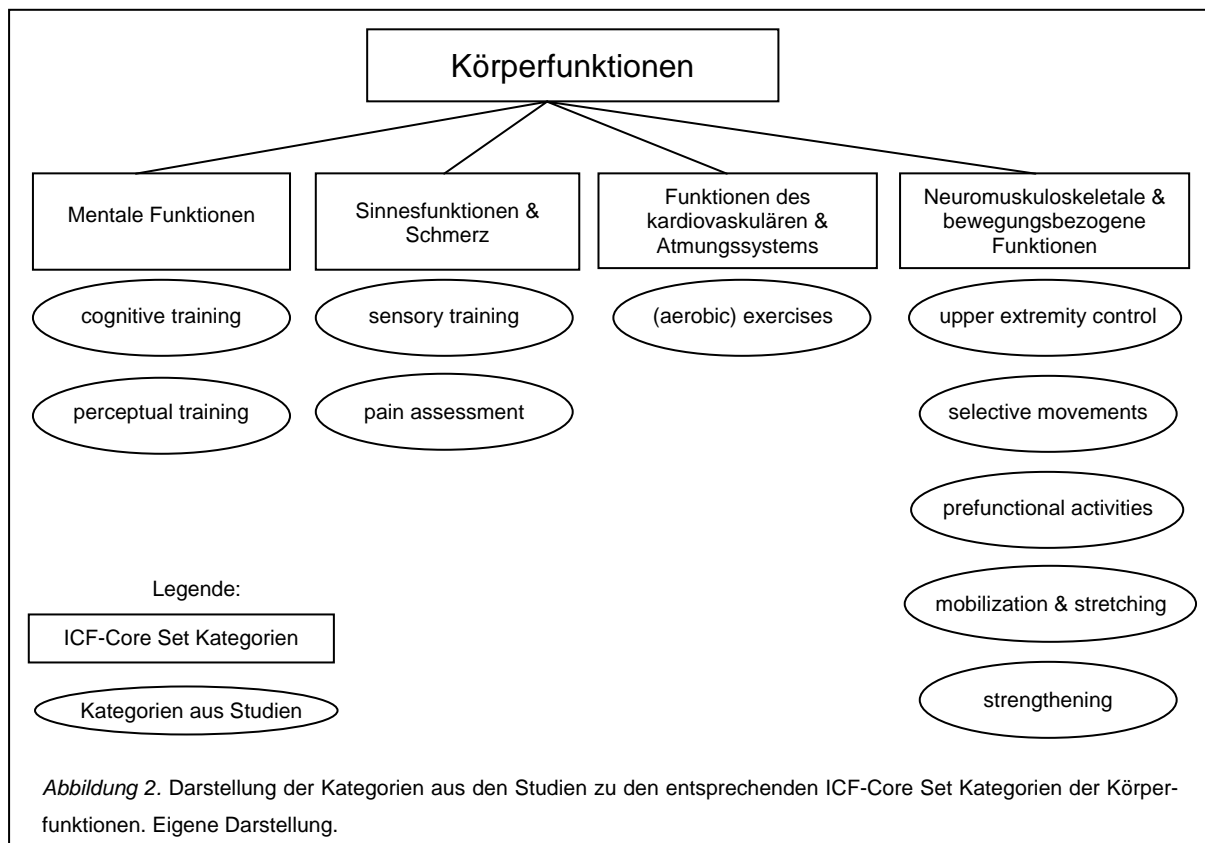 Körperfunktionen
Mentale Funktionen
Sinnesfunktionen &
Schmerz
Funktionen des
kardiovaskulären &
Atmungssystems
Neuromuskuloskeletale &
bewegungsbezogene
Funktionen
cognitive training
perceptual training
sensory training
pain assessment
(aerobic) exercises
upper extremity control
selective movements
prefunctional activities
mobilization & stretching
strengthening
Legende:
ICF-Core Set Kategorien
Kategorien aus Studien
Abbildung 2. Darstellung der Kategorien aus den Studien zu den entsprechenden ICF-Core Set Kategorien der Körper-
funktionen. Eigene Darstellung.